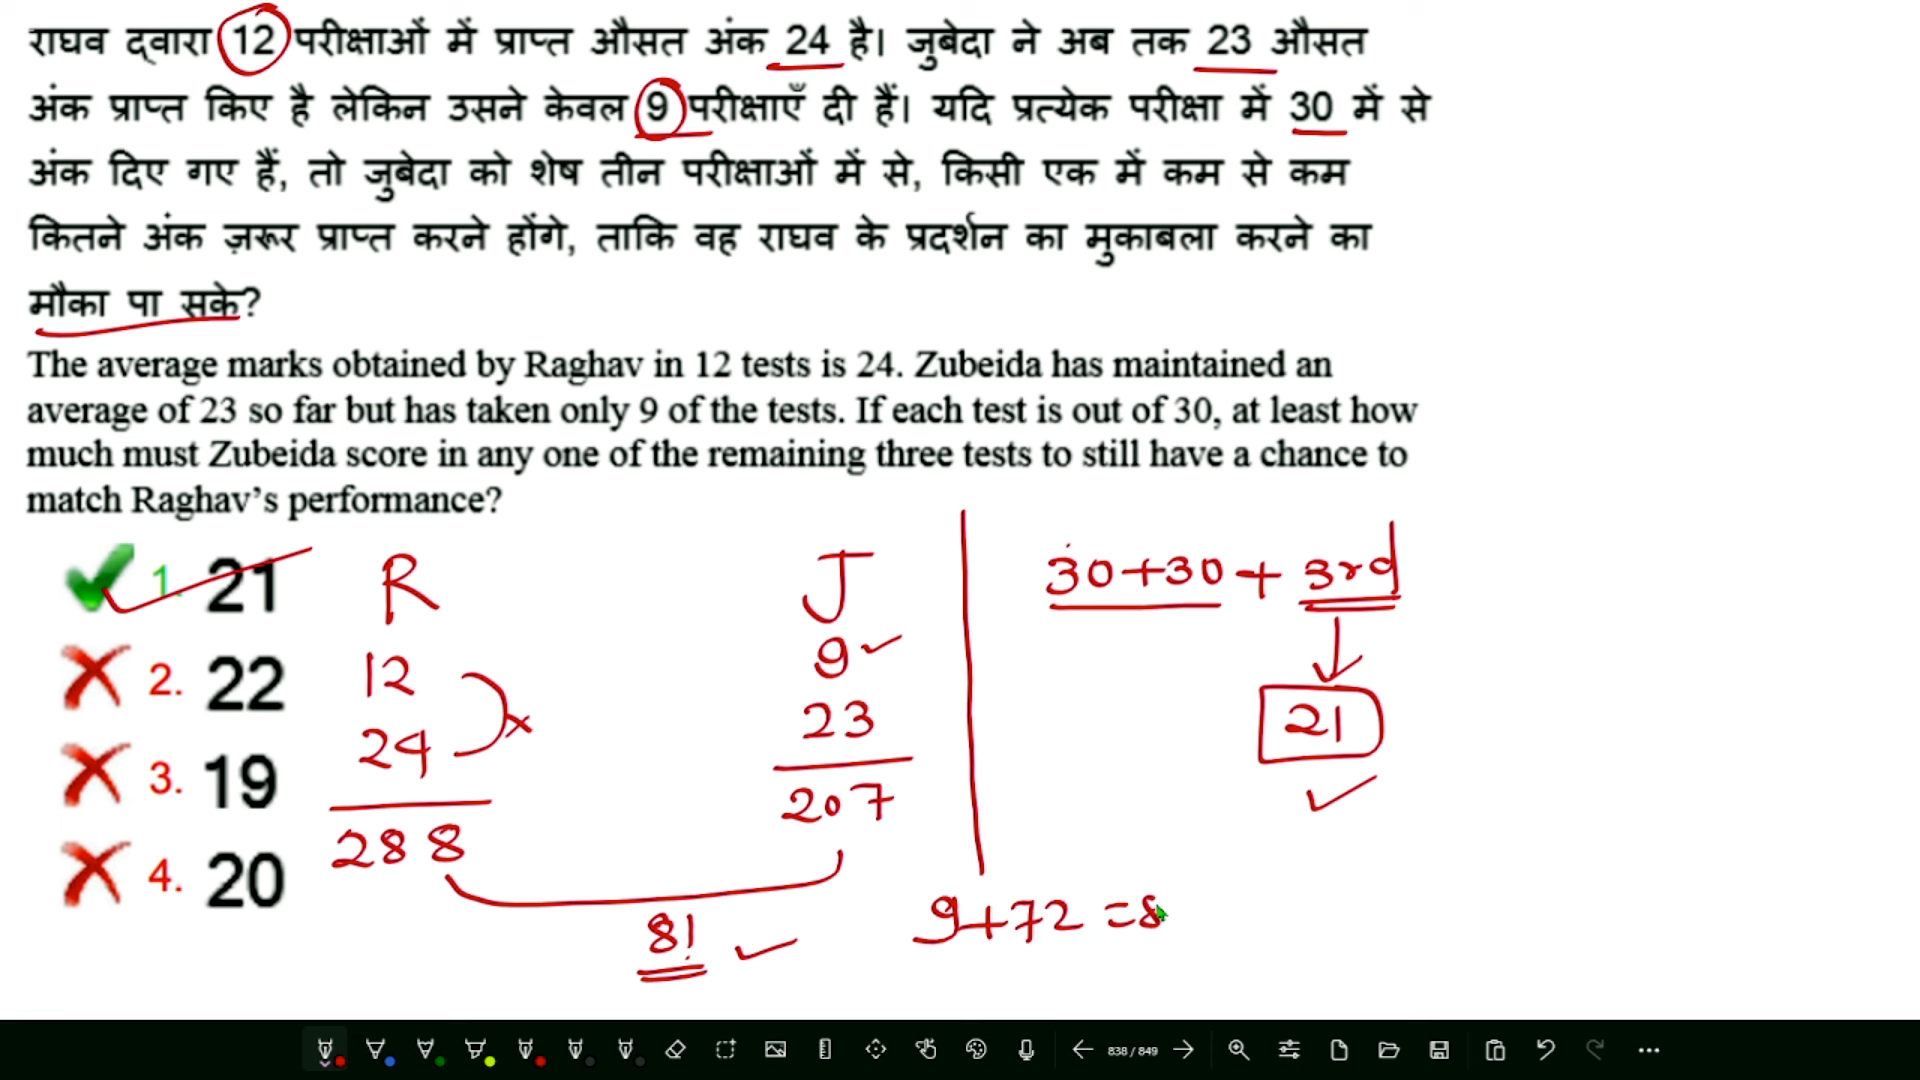 राघव द्वारा 12 परीक्षाओं में प्राप्त औसत अंक 24 है। जुबेदा ने अब तक 23 औसत
अंक प्राप्त किए है लेकिन उसने केवल 9 परीक्षाएँ दी हैं। यदि प्रत्येक परीक्षा में 30 में से
अंक दिए गए हैं, तो जुबेदा को शेष तीन परीक्षाओं में से, किसी एक में कम से कम
कितने अंक ज़रूर प्राप्त करने होंगे, ताकि वह राघव के प्रदर्शन का मुकाबला करने का
मौका पा सके?
The average marks obtained by Raghav in 12 tests is 24. Zubeida has maintained an
average of 23 so far but has taken only 9 of the tests. If each test is out of 30, at least how
much must Zubeida score in any one of the remaining three tests to still have a chance to
match Raghav's performance?
1. 21
2. 22
3. 19
4. 20
R
12
24
×
288
J
9
23
207
81
30+30+3rd
21
9+72=8
838 / 849